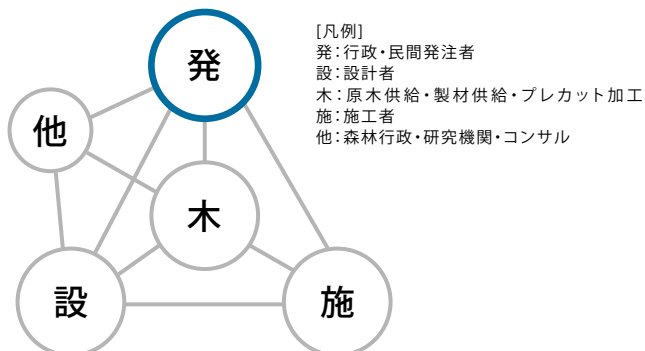 発
[凡例]
発:行政・民間発注者
設:設計者
木:原木供給・製材供給・プレカット加工
施:施工者
他:森林行政・研究機関・コンサル
他
木
設
施